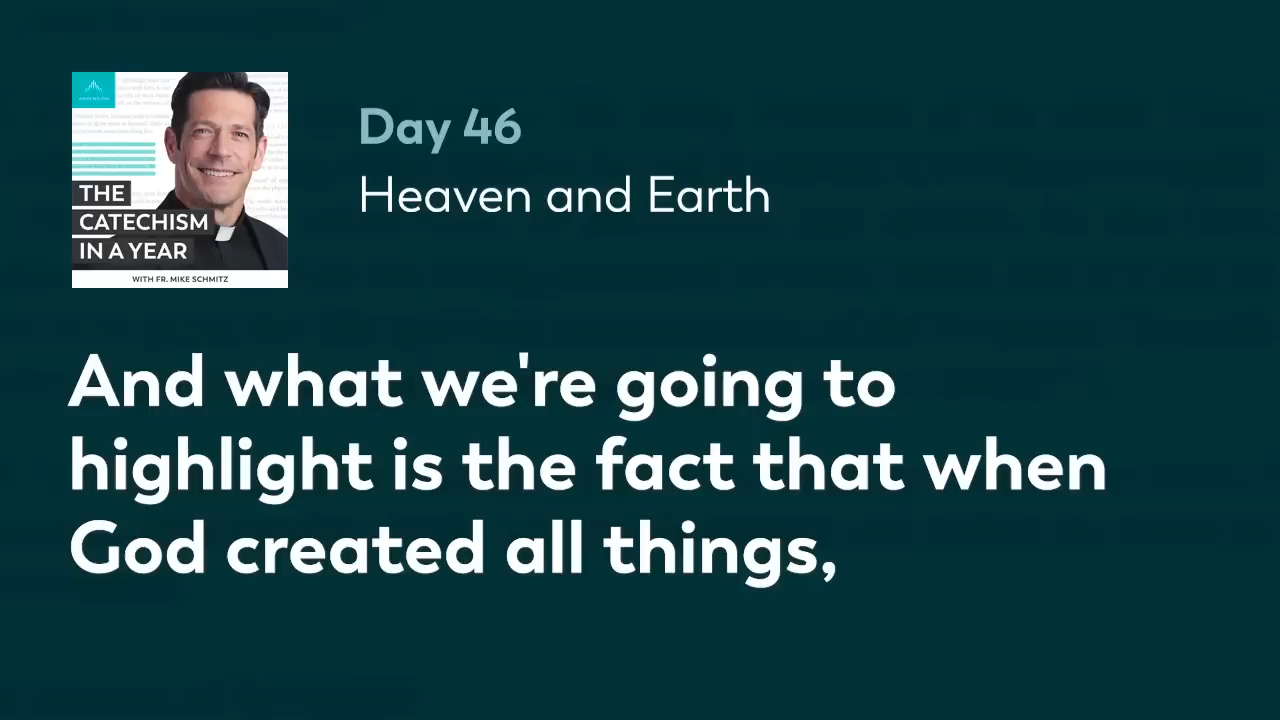 THE
CATECHISM
IN A YEAR
WITH FR. MIKE SCHMITZ
Day 46
Heaven and Earth
And what we're going to
highlight is the fact that when
God created all things,